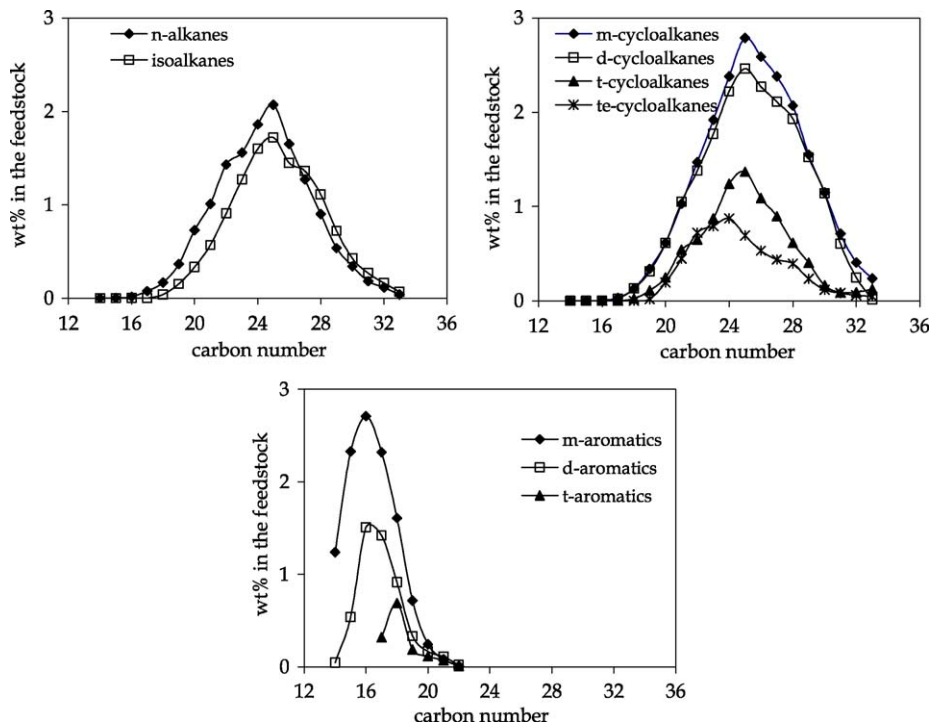 3
2
1
0
wt% in the feedstock
n-alkanes
isoalkanes
12 16 20 24 28 32 36
carbon number
3
2
1
0
wt% in the feedstock
m-cycloalkanes
d-cycloalkanes
t-cycloalkanes
te-cycloalkanes
12 16 20 24 28 32 36
carbon number
3
2
1
0
wt% in the feedstock
m-aromatics
d-aromatics
t-aromatics
12 16 20 24 28 32 36
carbon number